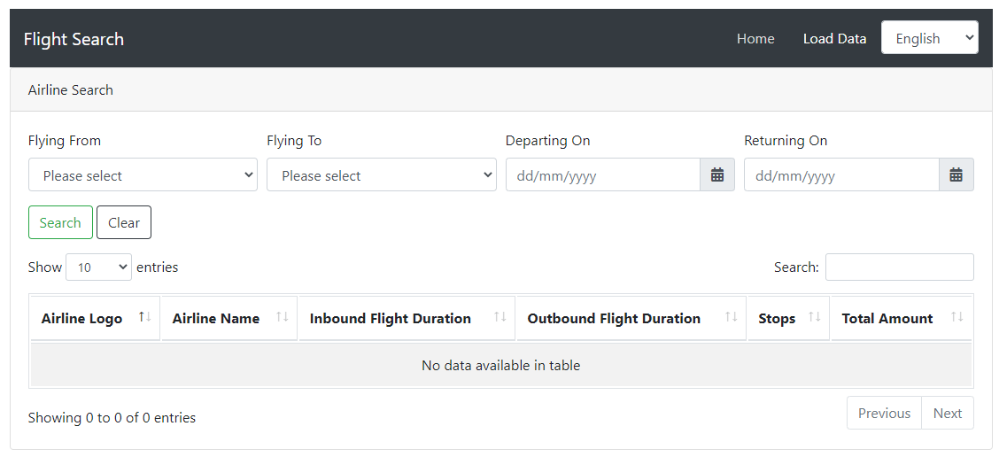 Flight Search Home Load Data English
Airline Search
Flying From Flying To Departing On Returning On
Please select Please select dd/mm/yyyy dd/mm/yyyy
Search Clear
Show 10 entries Search:
Airline Logo Airline Name Inbound Flight Duration Outbound Flight Duration Stops Total Amount
No data available in table
Showing 0 to 0 of 0 entries Previous Next